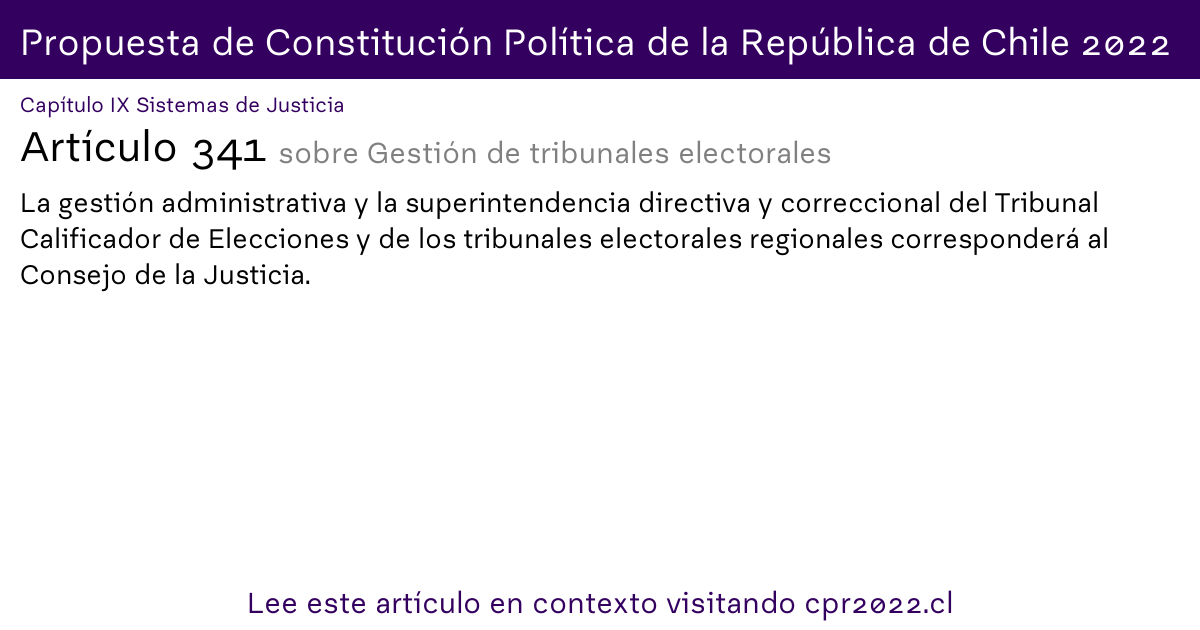 Propuesta de Constitución Política de la República de Chile 2022
Capítulo IX Sistemas de Justicia
Artículo 341 sobre Gestión de tribunales electorales
La gestión administrativa y la superintendencia directiva y correccional del Tribunal
Calificador de Elecciones y de los tribunales electorales regionales corresponderá al
Consejo de la Justicia.
Lee este artículo en contexto visitando cpr2022.cl